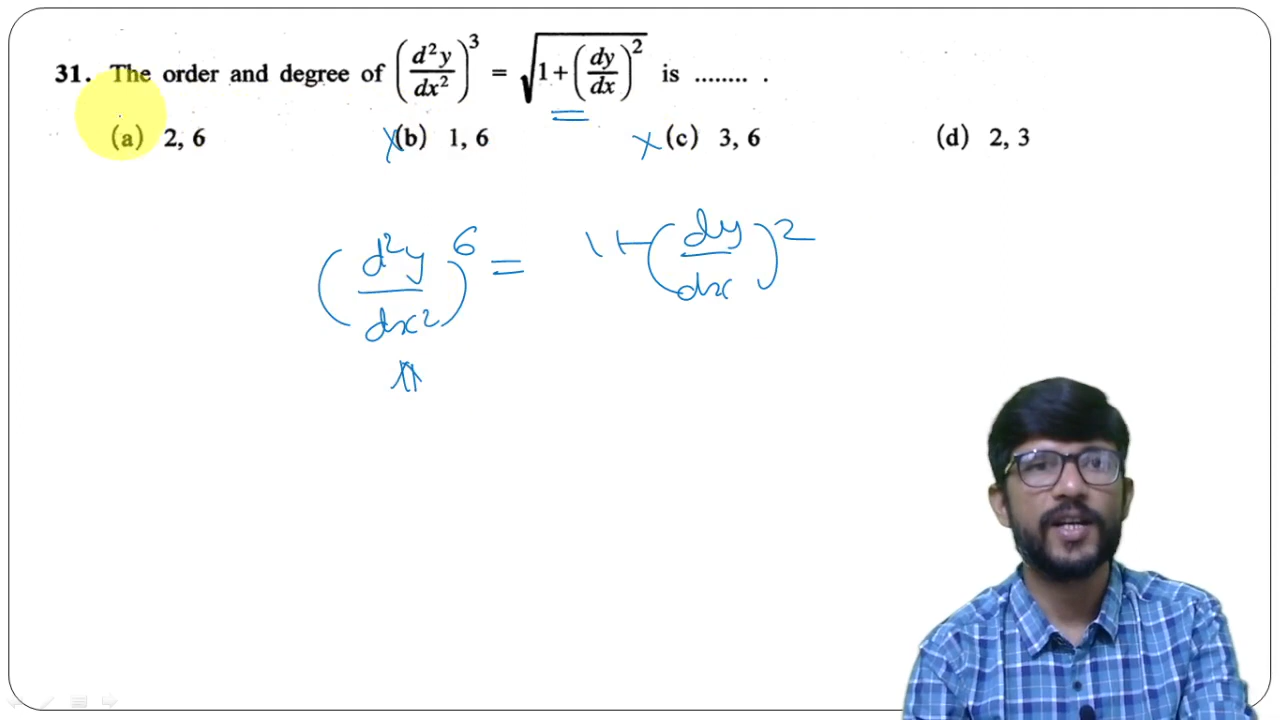 31. The order and degree of (d²y/dx²)³ = √1+(dy/dx)² is ........ .
(a) 2, 6 (b) 1, 6 (c) 3, 6 (d) 2, 3
(d²y/dx²)⁶ = 1+(dy/dx)²